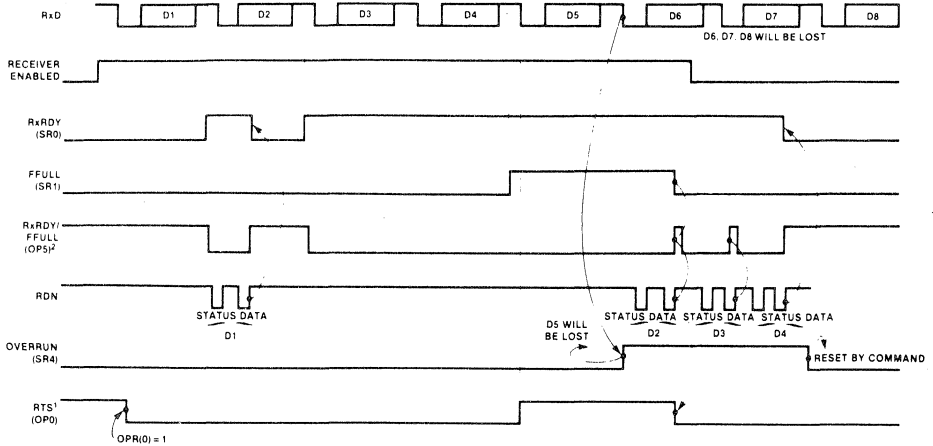 RxD
D1 D2 D3 D4 D5 D6 D7 D8
D6, D7, D8 WILL BE LOST
RECEIVER
ENABLED
RxRDY
(SR0)
FFULL
(SR1)
RxRDY/
FFULL
(OP5)²
RDN
STATUS DATA STATUS DATA STATUS DATA STATUS DATA
D1 D2 D3 D4
D5 WILL
BE LOST
OVERRUN
(SR4)
RESET BY COMMAND
RTS¹
(OP0)
OPR(0) = 1